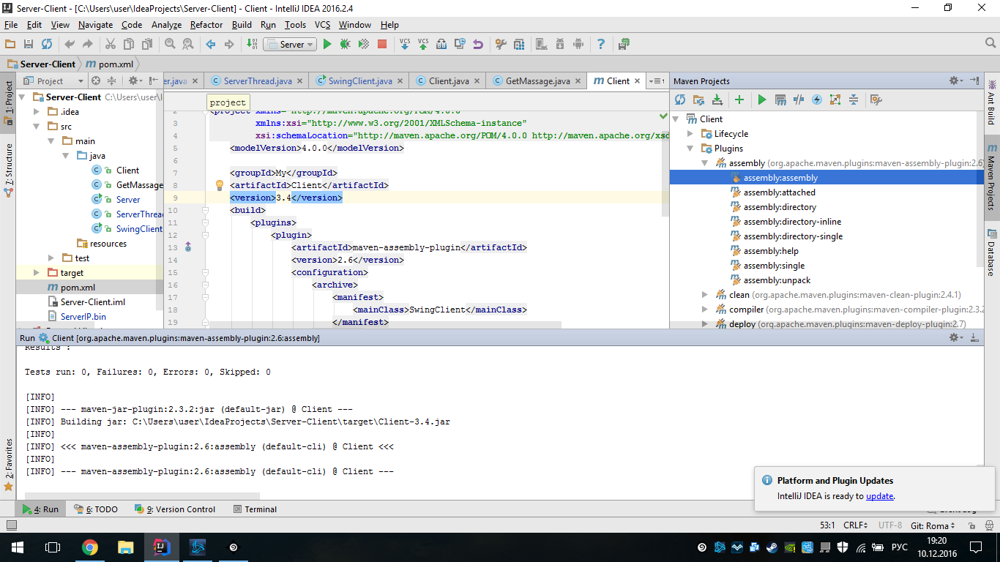 Server-Client - [C:\Users\user\IdeaProjects\Server-Client] - Client - IntelliJ IDEA 2016.2.4
File Edit View Navigate Code Analyze Refactor Build Run Tools VCS Window Help
Server
VCS VCS
Server-Client pom.xml
1: Project
7: Structure
2: Favorites
Project
Server-Client C:\Users\user\I
.idea
src
main
java
Client
GetMassage
Server
ServerThrea
SwingClient
resources
test
target
pom.xml
Server-Client.iml
ServerIP.bin
er.java ServerThread.java SwingClient.java Client.java GetMassage.java Client
project
2 <project xmlns="http://maven.apache.org/POM/4.0.0"
3 xmlns:xsi="http://www.w3.org/2001/XMLSchema-instance"
4 xsi:schemaLocation="http://maven.apache.org/POM/4.0.0 http://maven.apache.org/xsd
5 <modelVersion>4.0.0</modelVersion>
6
7 <groupId>My</groupId>
8 <artifactId>Client</artifactId>
9 <version>3.4</version>
10 <build>
11 <plugins>
12 <plugin>
13 <artifactId>maven-assembly-plugin</artifactId>
14 <version>2.6</version>
15 <configuration>
16 <archive>
17 <manifest>
18 <mainClass>SwingClient</mainClass>
19 </manifest>
Maven Projects
Client
Lifecycle
Plugins
assembly (org.apache.maven.plugins:maven-assembly-plugin:2.6)
assembly:assembly
assembly:attached
assembly:directory
assembly:directory-inline
assembly:directory-single
assembly:help
assembly:single
assembly:unpack
clean (org.apache.maven.plugins:maven-clean-plugin:2.4.1)
compiler (org.apache.maven.plugins:maven-compiler-plugin:2.3.2
deploy (org.apache.maven.plugins:maven-deploy-plugin:2.7)
Ant Build
Maven Projects
Database
Run Client [org.apache.maven.plugins:maven-assembly-plugin:2.6:assembly]
Results :
Tests run: 0, Failures: 0, Errors: 0, Skipped: 0
[INFO]
[INFO] --- maven-jar-plugin:2.3.2:jar (default-jar) @ Client ---
[INFO] Building jar: C:\Users\user\IdeaProjects\Server-Client\target\Client-3.4.jar
[INFO]
[INFO] <<< maven-assembly-plugin:2.6:assembly (default-cli) @ Client <<<
[INFO]
[INFO] --- maven-assembly-plugin:2.6:assembly (default-cli) @ Client ---
Platform and Plugin Updates
IntelliJ IDEA is ready to update.
4: Run 6: TODO 9: Version Control Terminal
53:1 CRLF UTF-8 Git: Roma
РУС
19:20
10.12.2016